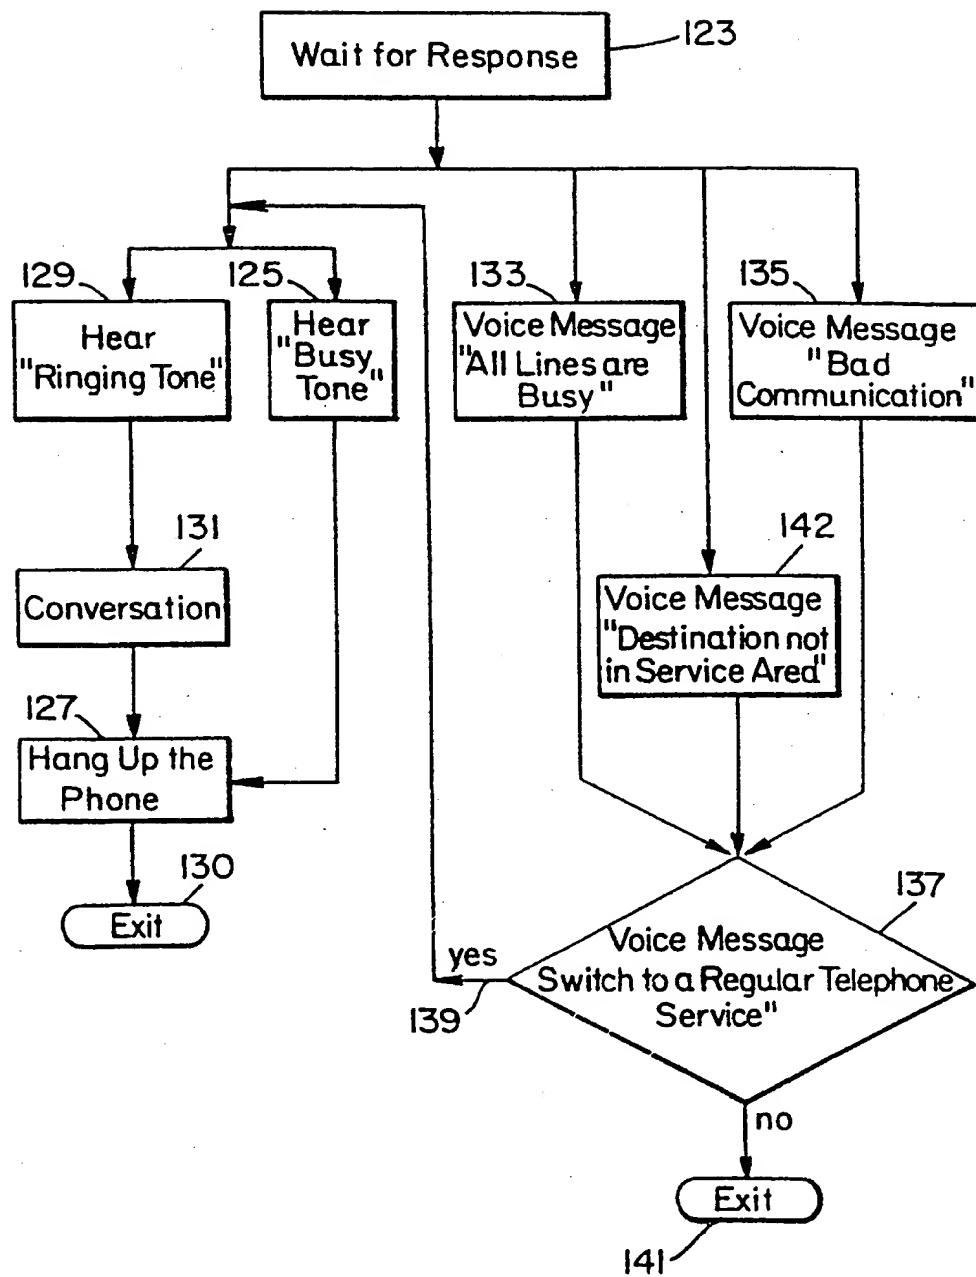 123
Wait for Response
129
Hear
"Ringing Tone"
125
Hear
"Busy
Tone"
133
Voice Message
"All Lines are
Busy"
135
Voice Message
"Bad
Communication"
131
Conversation
142
Voice Message
"Destination not
in Service Ared"
127
Hang Up the
Phone
130
Exit
137
Voice Message
Switch to a Regular Telephone
Service"
yes
139
no
Exit
141